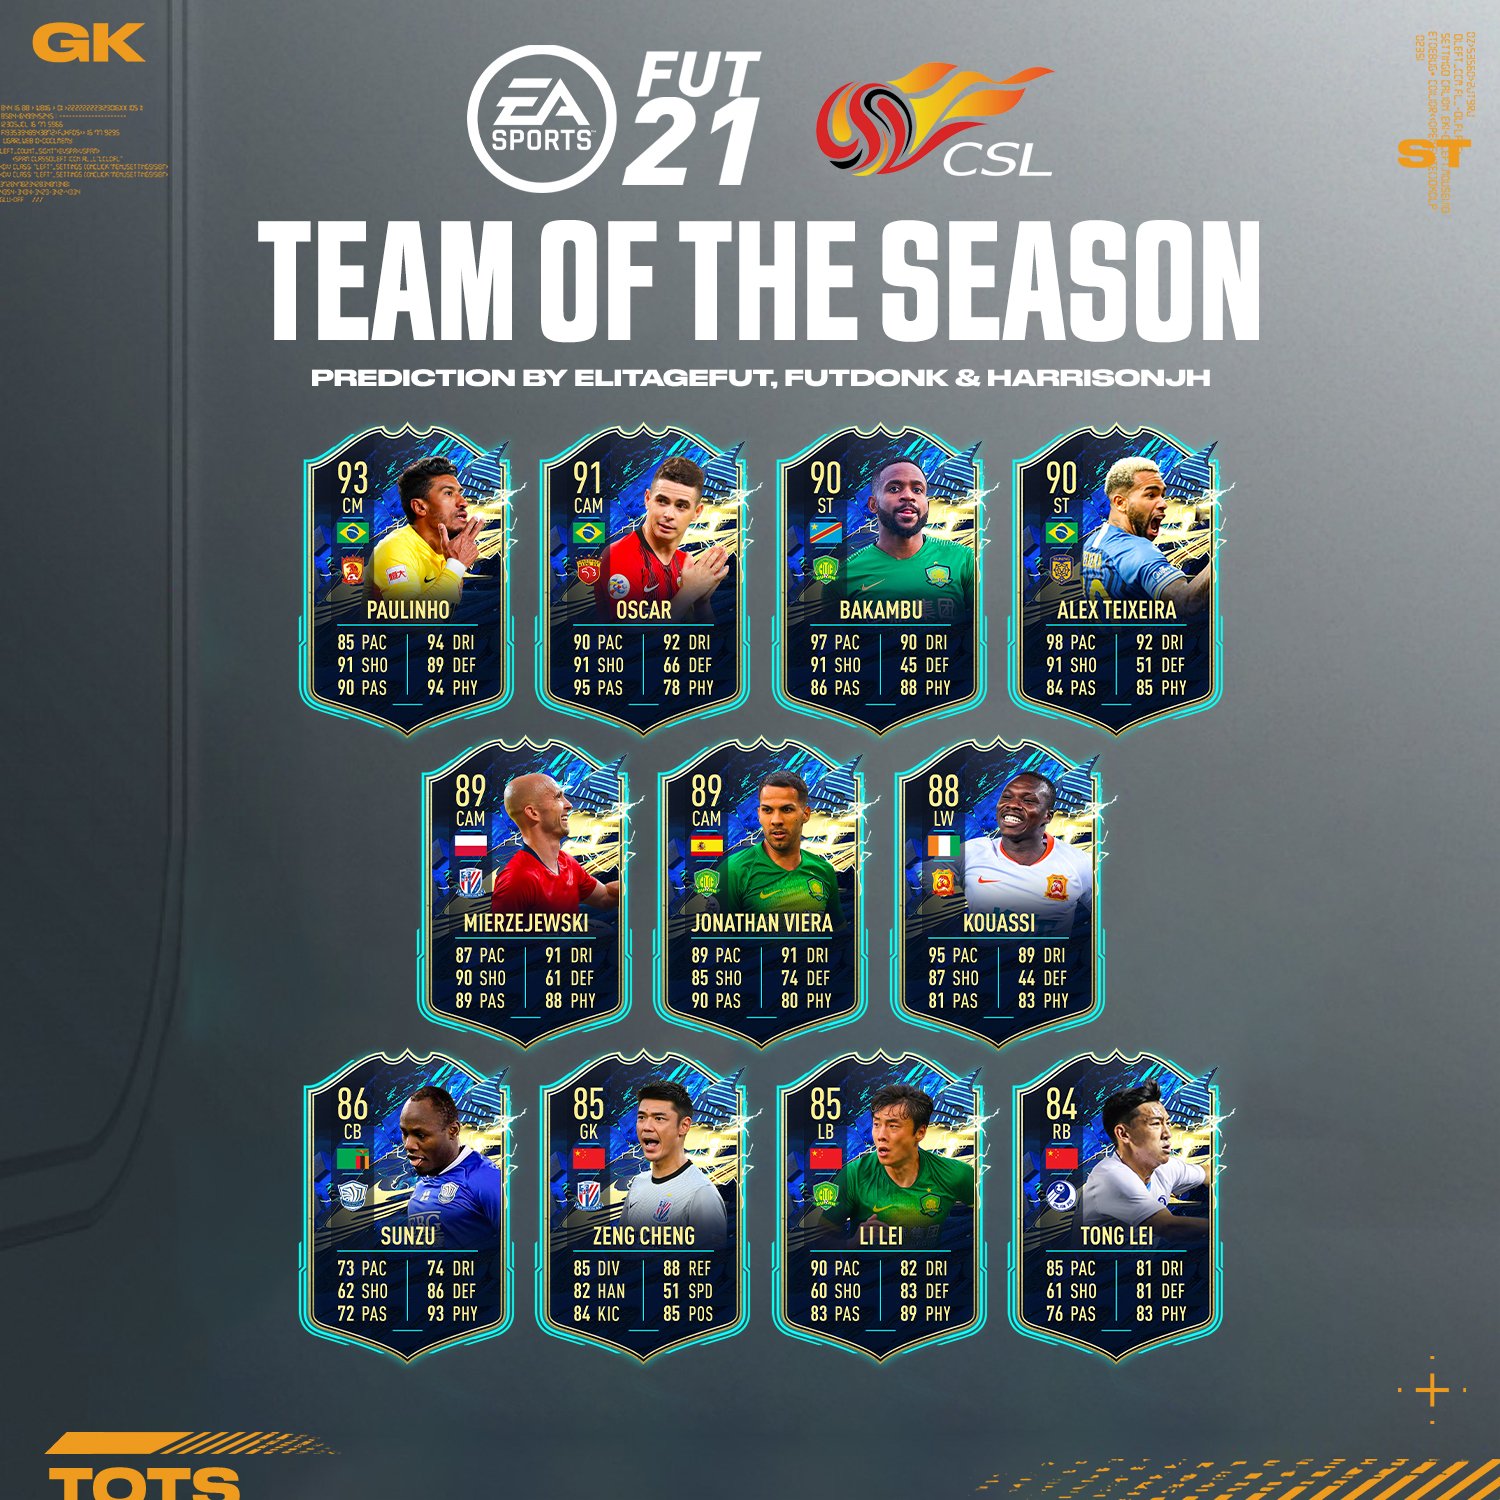 GK
EA
SPORTS
FUT
21
CSL
ST
TEAM OF THE SEASON
PREDICTION BY ELITAGEFUT, FUTDONK & HARRISONJH
93
CM
PAULINHO
85 PAC 94 DRI
91 SHO 89 DEF
90 PAS 94 PHY
91
CAM
OSCAR
90 PAC 92 DRI
91 SHO 66 DEF
95 PAS 78 PHY
90
ST
BAKAMBU
97 PAC 90 DRI
91 SHO 45 DEF
86 PAS 88 PHY
90
ST
ALEX TEIXEIRA
98 PAC 92 DRI
91 SHO 51 DEF
84 PAS 85 PHY
89
CAM
MIERZEJEWSKI
87 PAC 91 DRI
90 SHO 61 DEF
89 PAS 88 PHY
89
CAM
JONATHAN VIERA
89 PAC 91 DRI
85 SHO 74 DEF
90 PAS 80 PHY
88
LW
KOUASSI
95 PAC 89 DRI
87 SHO 44 DEF
81 PAS 83 PHY
86
CB
SUNZU
73 PAC 74 DRI
62 SHO 86 DEF
72 PAS 93 PHY
85
GK
ZENG CHENG
85 DIV 88 REF
82 HAN 51 SPD
84 KIC 85 POS
85
LB
LI LEI
90 PAC 82 DRI
60 SHO 83 DEF
83 PAS 89 PHY
84
RB
TONG LEI
85 PAC 81 DRI
61 SHO 81 DEF
76 PAS 83 PHY
TOTS